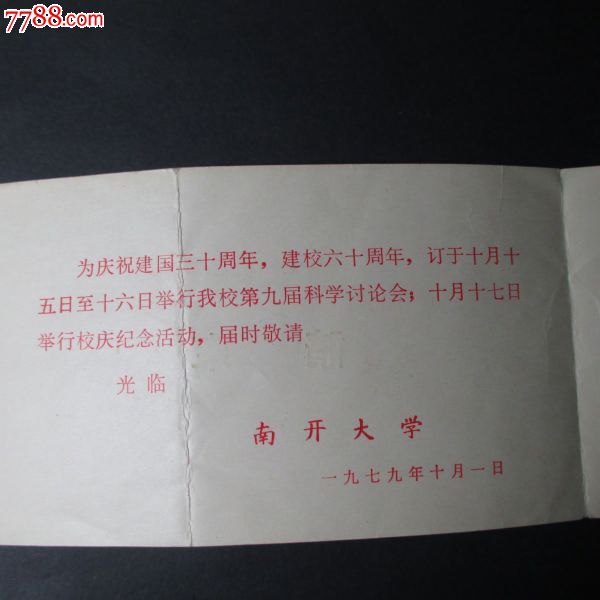 7788.com
为庆祝建国三十周年，建校六十周年，订于十月十
五日至十六日举行我校第九届科学讨论会；十月十七日
举行校庆纪念活动，届时敬请
光临
南开大学
一九七九年十月一日